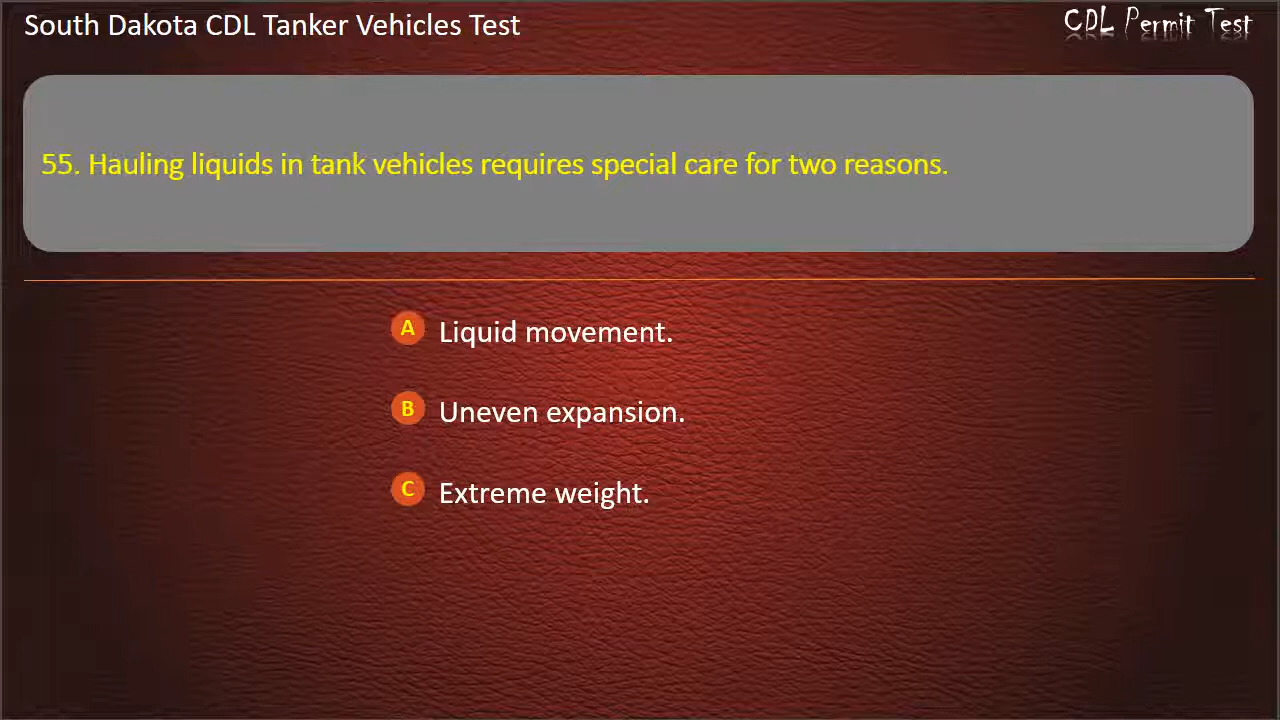 South Dakota CDL Tanker Vehicles Test
CDL Permit Test
55. Hauling liquids in tank vehicles requires special care for two reasons.
A Liquid movement.
B Uneven expansion.
C Extreme weight.